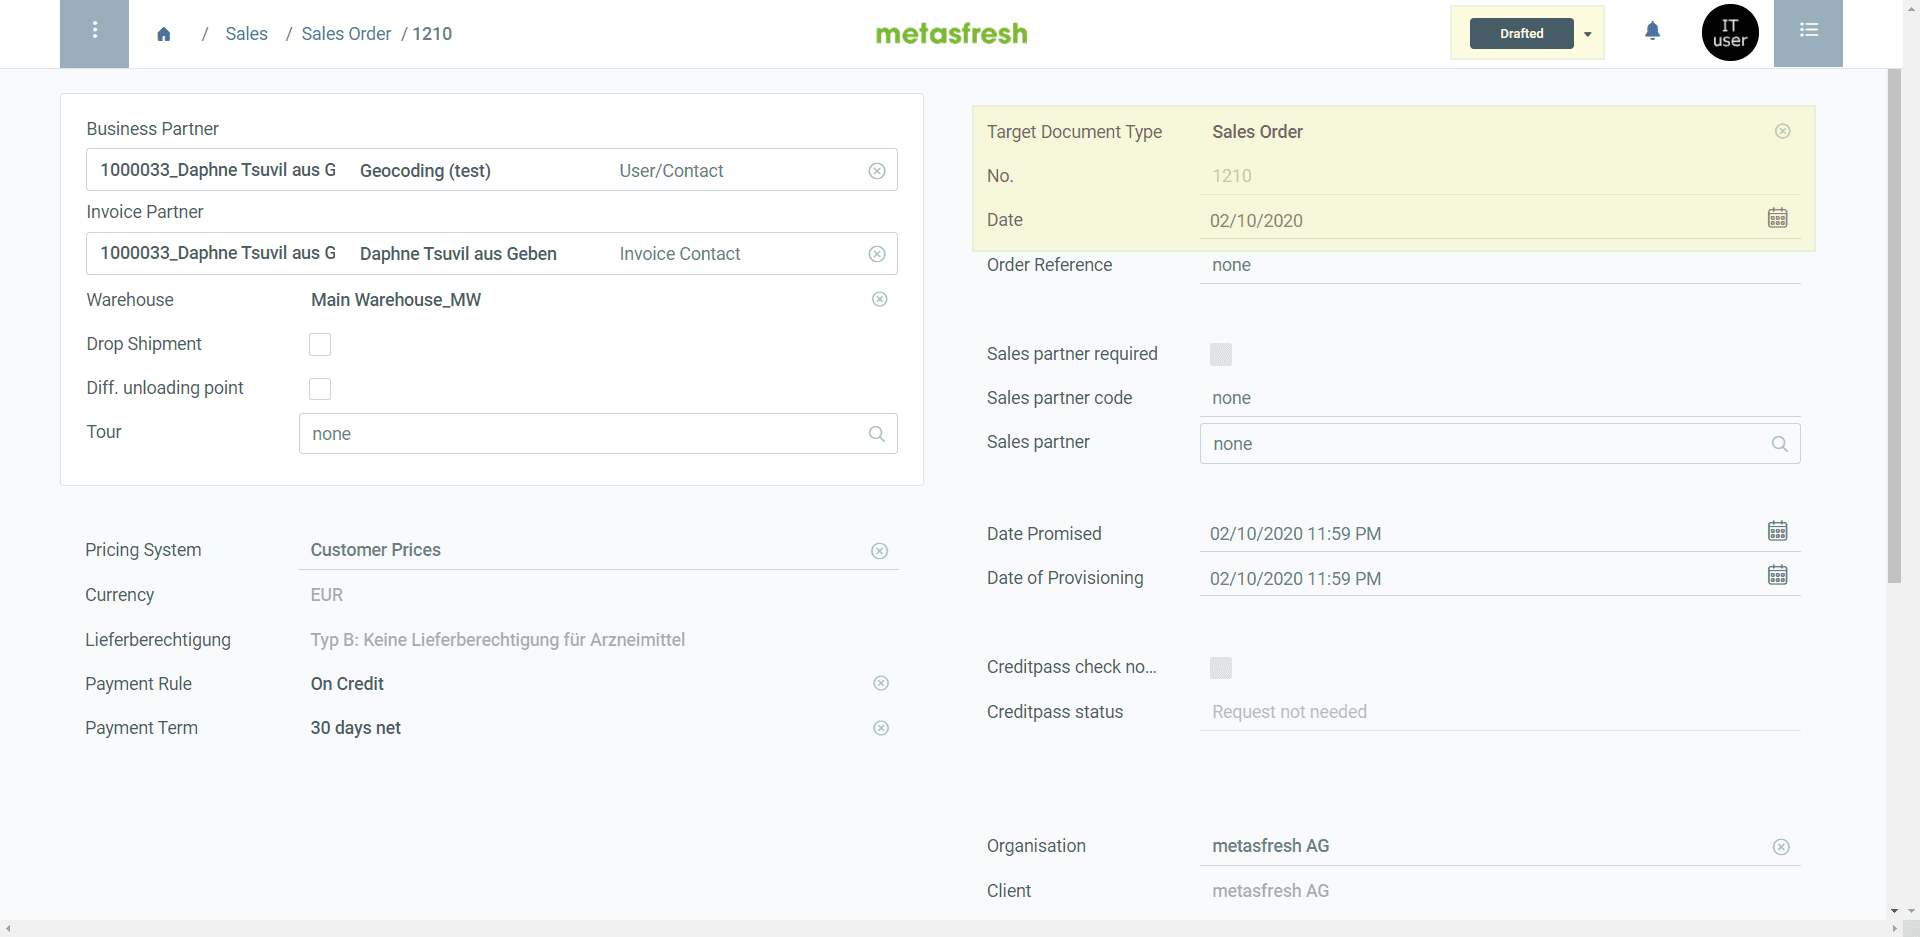 / Sales / Sales Order / 1210
metasfresh
Drafted
IT
user
Business Partner
1000033_Daphne Tsuvil aus G Geocoding (test) User/Contact
Invoice Partner
1000033_Daphne Tsuvil aus G Daphne Tsuvil aus Geben Invoice Contact
Warehouse Main Warehouse_MW
Drop Shipment
Diff. unloading point
Tour none
Pricing System Customer Prices
Currency EUR
Lieferberechtigung Typ B: Keine Lieferberechtigung für Arzneimittel
Payment Rule On Credit
Payment Term 30 days net
Target Document Type Sales Order
No. 1210
Date 02/10/2020
Order Reference none
Sales partner required
Sales partner code none
Sales partner none
Date Promised 02/10/2020 11:59 PM
Date of Provisioning 02/10/2020 11:59 PM
Creditpass check no...
Creditpass status Request not needed
Organisation metasfresh AG
Client metasfresh AG